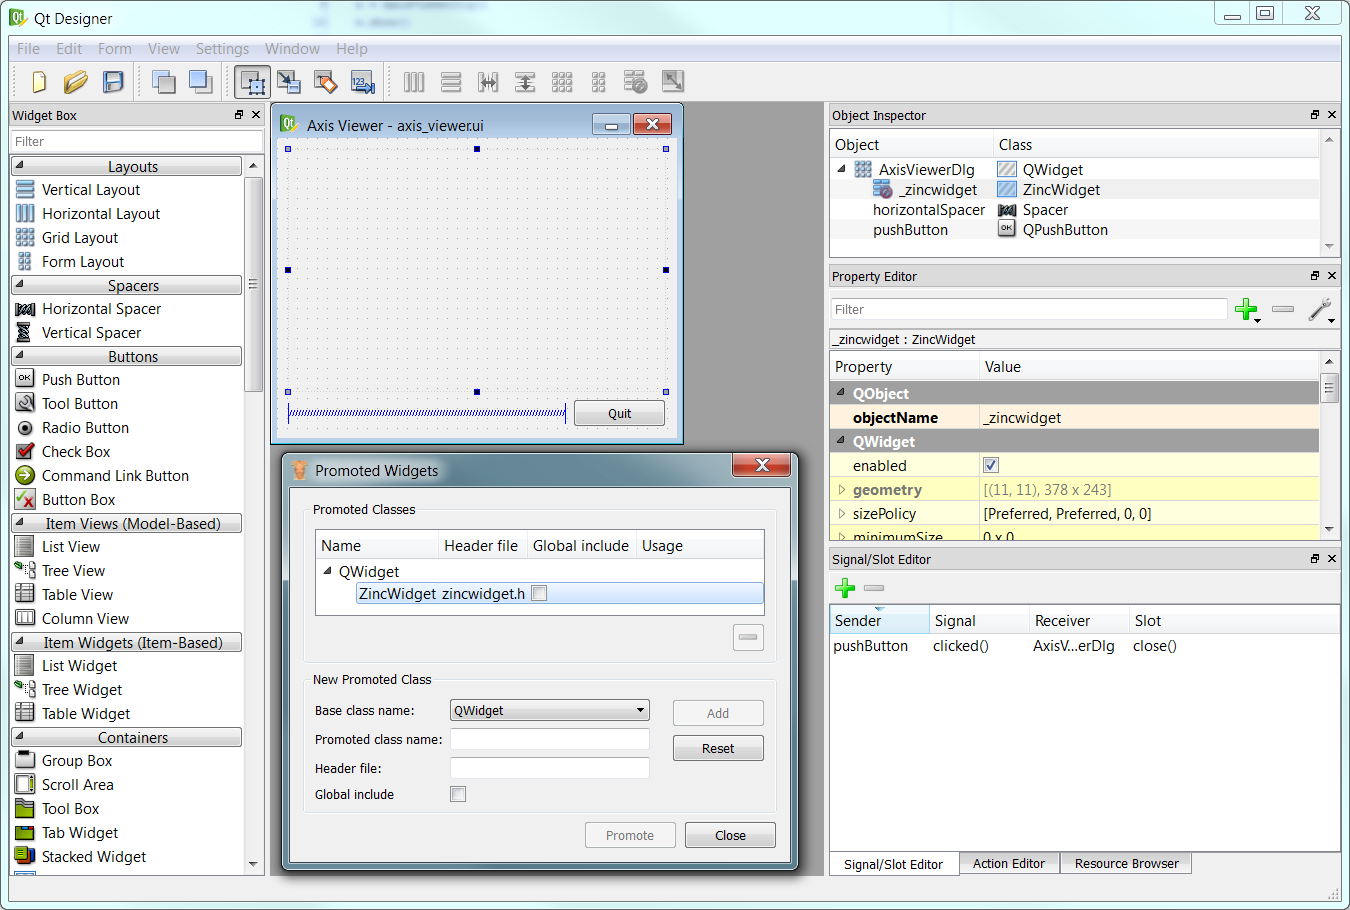 Qt Designer
File Edit Form View Settings Window Help
Widget Box
Filter
Layouts
Vertical Layout
Horizontal Layout
Grid Layout
Form Layout
Spacers
Horizontal Spacer
Vertical Spacer
Buttons
OK Push Button
Tool Button
Radio Button
Check Box
Command Link Button
Button Box
Item Views (Model-Based)
List View
Tree View
Table View
Column View
Item Widgets (Item-Based)
List Widget
Tree Widget
Table Widget
Containers
Group Box
Scroll Area
Tool Box
Tab Widget
Stacked Widget
Axis Viewer - axis_viewer.ui
Quit
Promoted Widgets
Promoted Classes
Name Header file Global include Usage
QWidget
ZincWidget zincwidget.h
New Promoted Class
Base class name: QWidget
Add
Promoted class name:
Reset
Header file:
Global include
Promote Close
Object Inspector
Object Class
AxisViewerDlg QWidget
_zincwidget ZincWidget
horizontalSpacer Spacer
pushButton OK QPushButton
Property Editor
Filter
_zincwidget : ZincWidget
Property Value
QObject
objectName _zincwidget
QWidget
enabled
geometry [(11, 11), 378 x 243]
sizePolicy [Preferred, Preferred, 0, 0]
minimumSize 0 x 0
Signal/Slot Editor
Sender Signal Receiver Slot
pushButton clicked() AxisV...erDlg close()
Signal/Slot Editor Action Editor Resource Browser